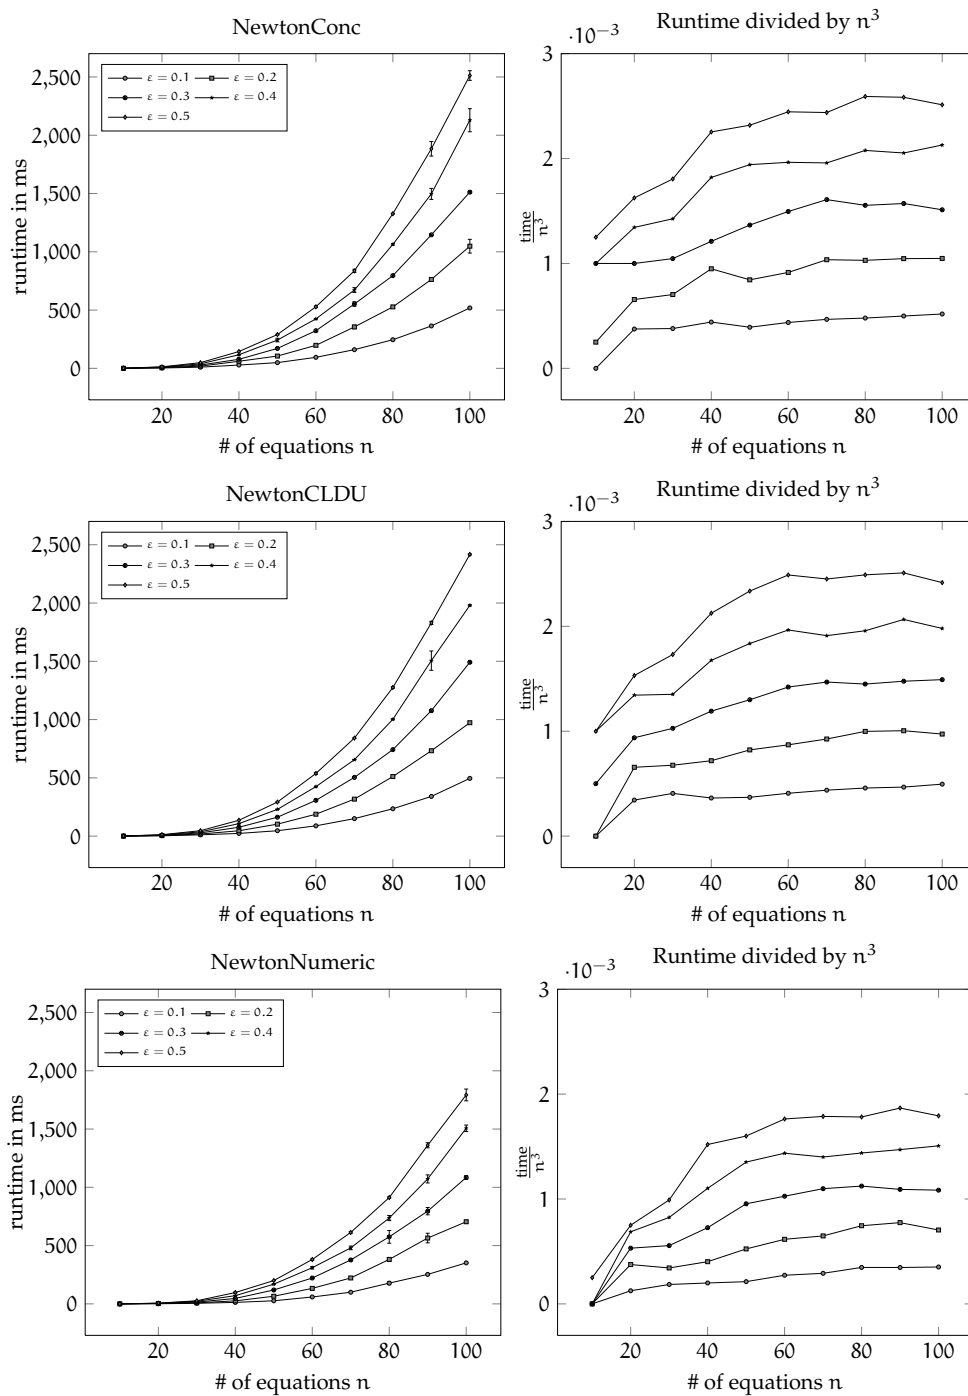 NewtonConc
Runtime divided by n³
·10⁻³
runtime in ms
2,500
2,000
1,500
1,000
500
0
ε = 0.1 ε = 0.2
ε = 0.3 ε = 0.4
ε = 0.5
20 40 60 80 100
# of equations n
time
n³
3
2
1
0
20 40 60 80 100
# of equations n
NewtonCLDU
Runtime divided by n³
·10⁻³
runtime in ms
2,500
2,000
1,500
1,000
500
0
ε = 0.1 ε = 0.2
ε = 0.3 ε = 0.4
ε = 0.5
20 40 60 80 100
# of equations n
time
n³
3
2
1
0
20 40 60 80 100
# of equations n
NewtonNumeric
Runtime divided by n³
·10⁻³
runtime in ms
2,500
2,000
1,500
1,000
500
0
ε = 0.1 ε = 0.2
ε = 0.3 ε = 0.4
ε = 0.5
20 40 60 80 100
# of equations n
time
n³
3
2
1
0
20 40 60 80 100
# of equations n